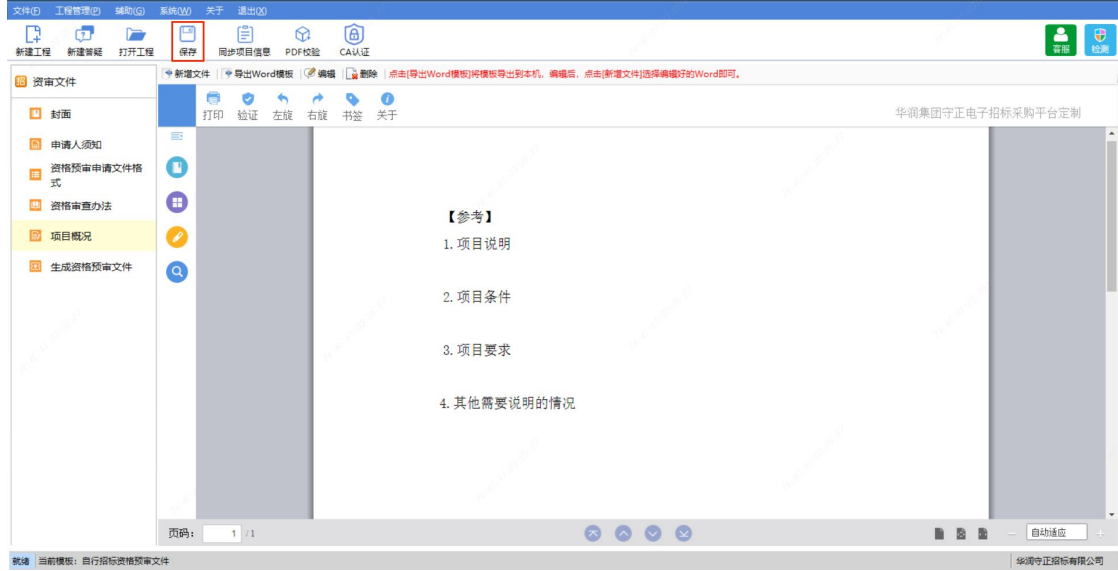 文件(F) 工程管理(P) 辅助(G) 系统(W) 关于 退出(X)
新建工程 新建答疑 打开工程 保存 同步项目信息 PDF校验 CA认证 客服 检测
招 资审文件
新增文件 导出Word模板 编辑 删除 点击[导出Word模板]将模板导出到本机，编辑后，点击[新增文件]选择编辑好的Word即可。
打印 验证 左旋 右旋 书签 关于 华润集团守正电子招标采购平台定制
封面
申请人须知
资格预审申请文件格
式
资格审查办法
项目概况
生成资格预审文件
【参考】
1.项目说明
2.项目条件
3.项目要求
4.其他需要说明的情况
页码： 1 /1 自动适应
就绪 当前模板：自行招标资格预审文件 华润守正招标有限公司